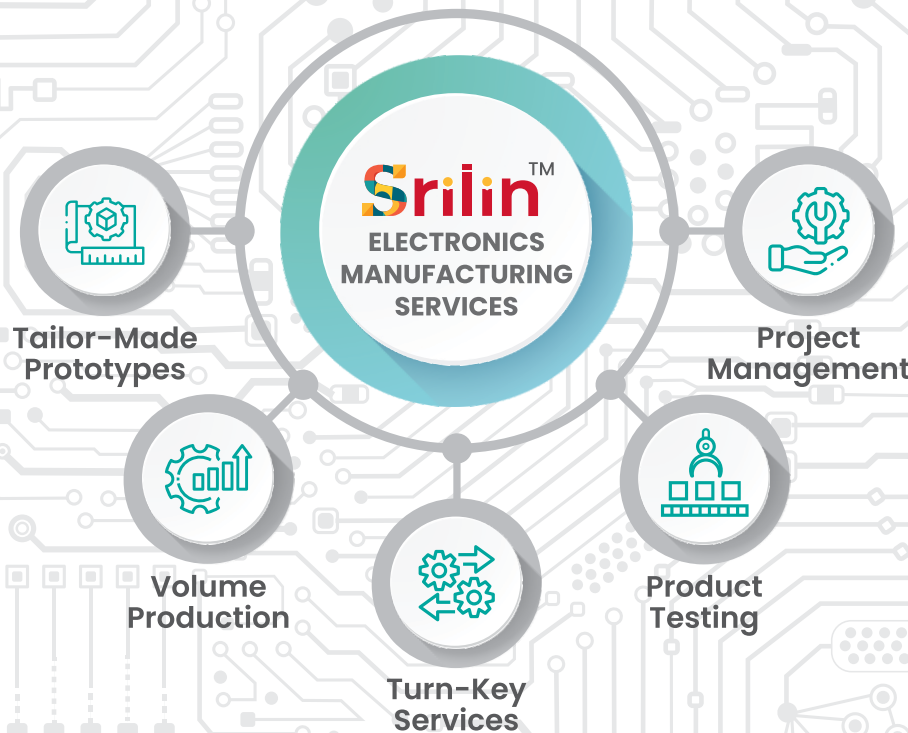 Srilin™
ELECTRONICS
MANUFACTURING
SERVICES
Tailor-Made
Prototypes
Project
Management
Volume
Production
Product
Testing
Turn-Key
Services